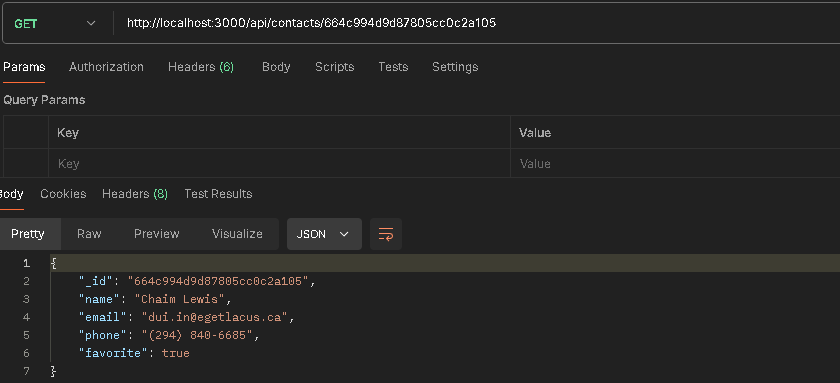 GET http://localhost:3000/api/contacts/664c994d9d87805cc0c2a105
Params Authorization Headers (6) Body Scripts Tests Settings
Query Params
Key Value
Key Value
Body Cookies Headers (8) Test Results
Pretty Raw Preview Visualize JSON
1 {
2 "_id": "664c994d9d87805cc0c2a105",
3 "name": "Chaim Lewis",
4 "email": "dui.in@egetlacus.ca",
5 "phone": "(294) 840-6685",
6 "favorite": true
7 }